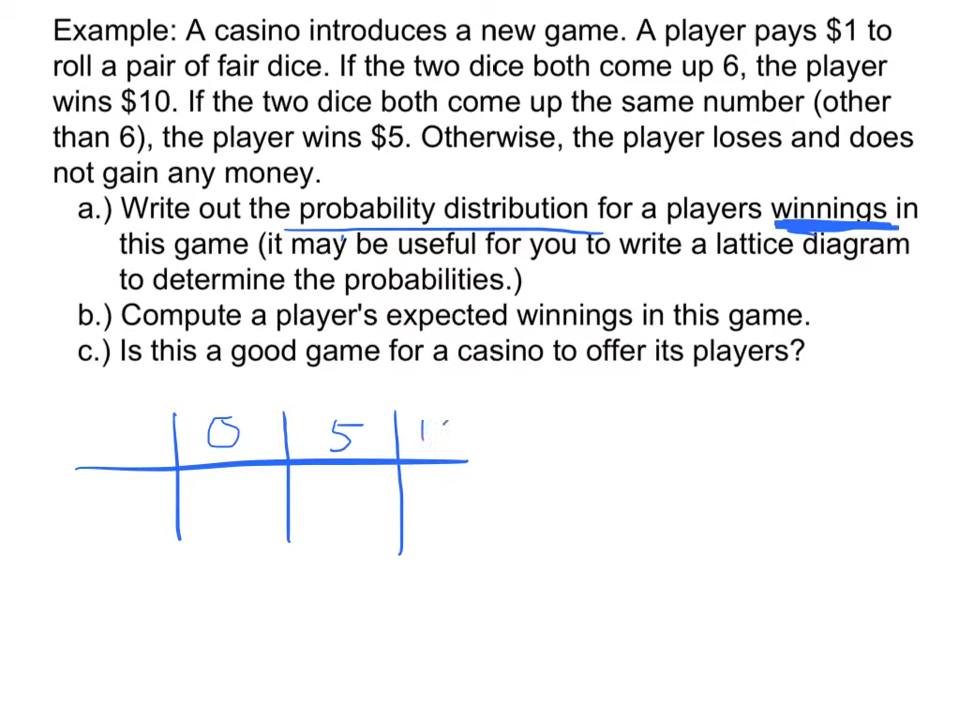 Example: A casino introduces a new game. A player pays $1 to
roll a pair of fair dice. If the two dice both come up 6, the player
wins $10. If the two dice both come up the same number (other
than 6), the player wins $5. Otherwise, the player loses and does
not gain any money.
a.) Write out the probability distribution for a players winnings in
this game (it may be useful for you to write a lattice diagram
to determine the probabilities.)
b.) Compute a player's expected winnings in this game.
c.) Is this a good game for a casino to offer its players?
0 5